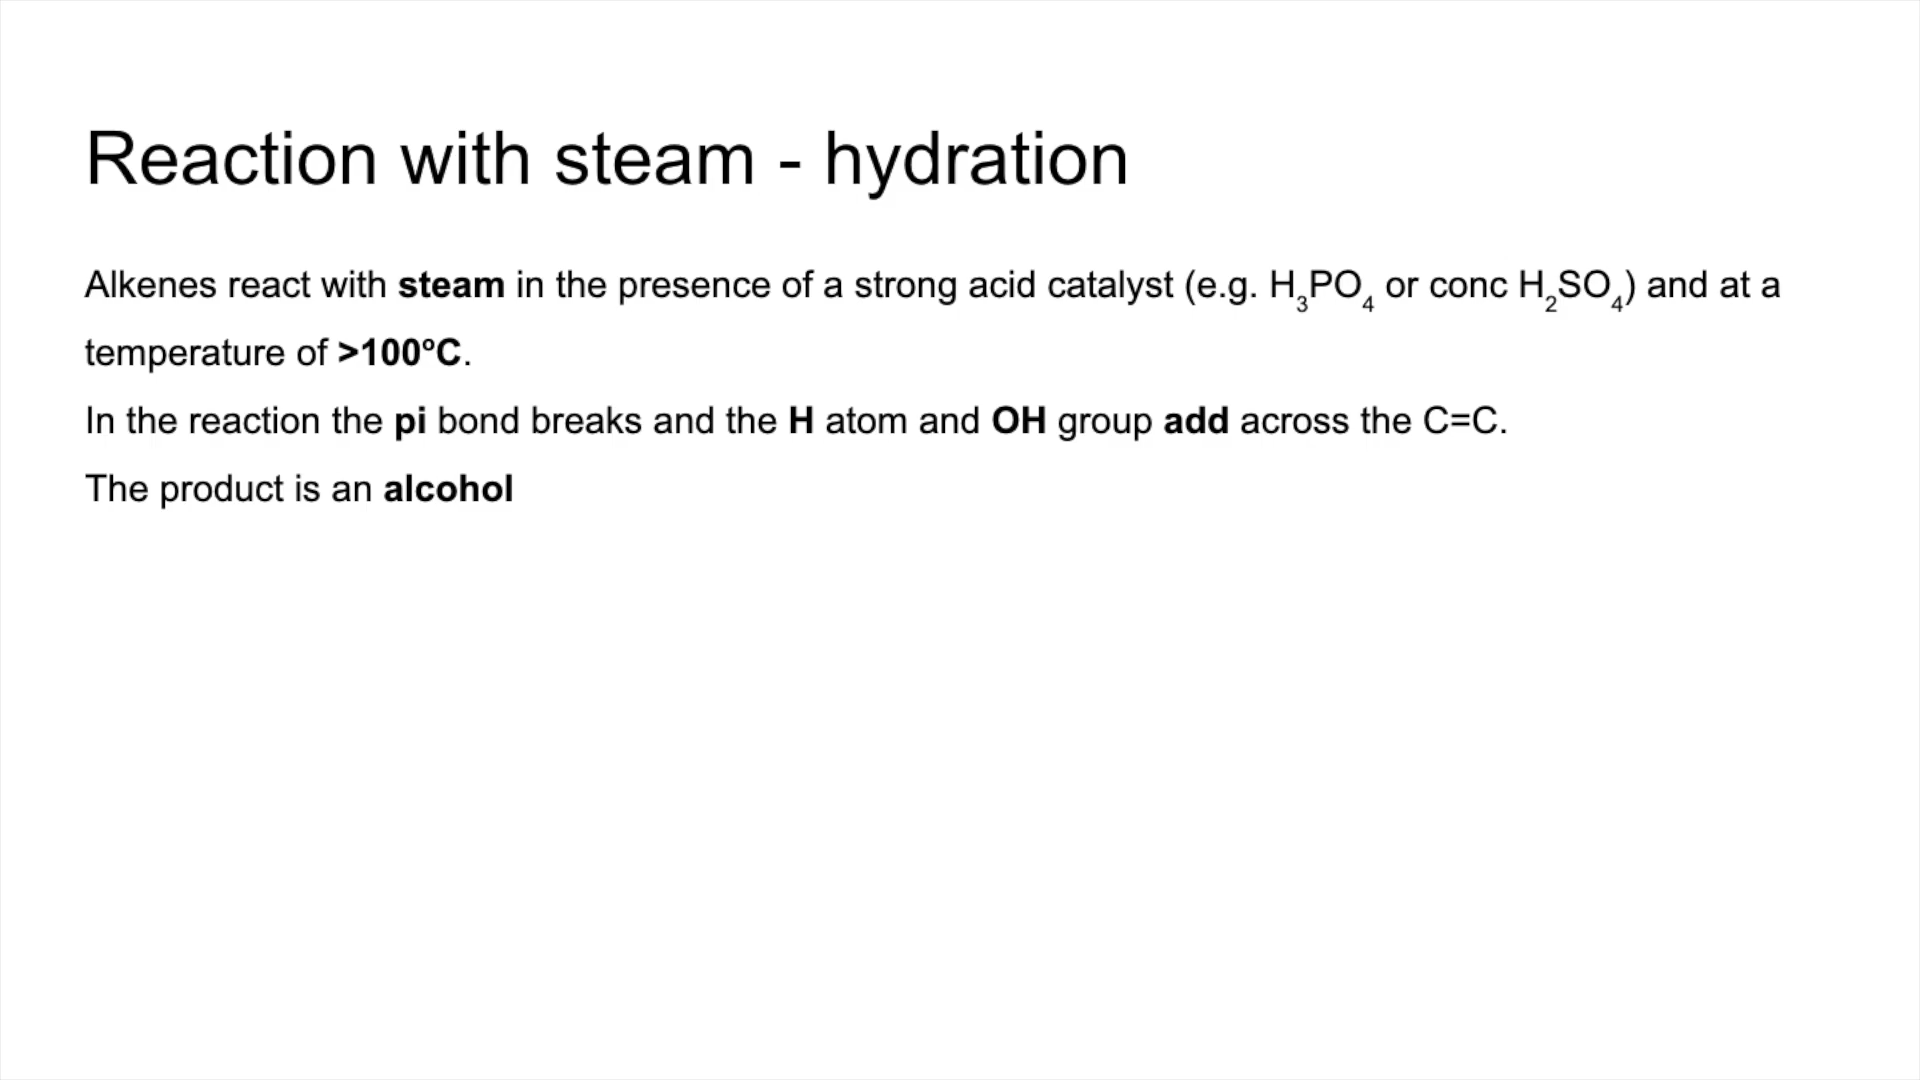 Reaction with steam - hydration
Alkenes react with steam in the presence of a strong acid catalyst (e.g. H₃PO₄ or conc H₂SO₄) and at a
temperature of >100ºC.
In the reaction the pi bond breaks and the H atom and OH group add across the C=C.
The product is an alcohol